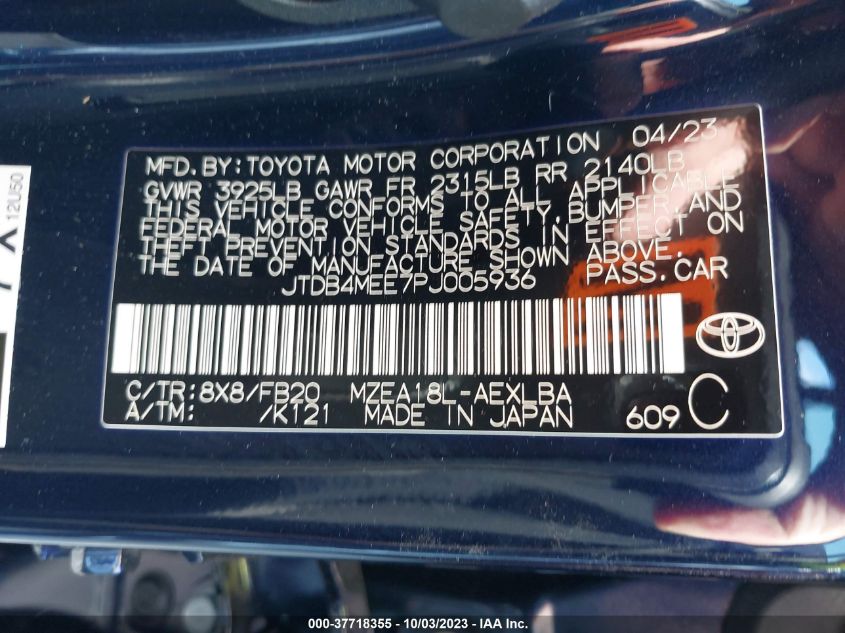 MFD.BY:TOYOTA MOTOR CORPORATION 04/23
GVWR 3925LB GAWR FR 2315LB RR 2140LB
THIS VEHICLE CONFORMS TO ALL APPLICABLE
FEDERAL MOTOR VEHICLE SAFETY,BUMPER,AND
THEFT PREVENTION STANDARDS IN EFFECT ON
THE DATE OF MANUFACTURE SHOWN ABOVE.
JTDB4MEE7PJ005936 PASS.CAR
C/TR:8X8/FB20 MZEA18L-AEXLBA
A/TM: /K121 MADE IN JAPAN 609 C
12U50
000-37718355 - 10/03/2023 - IAA Inc.